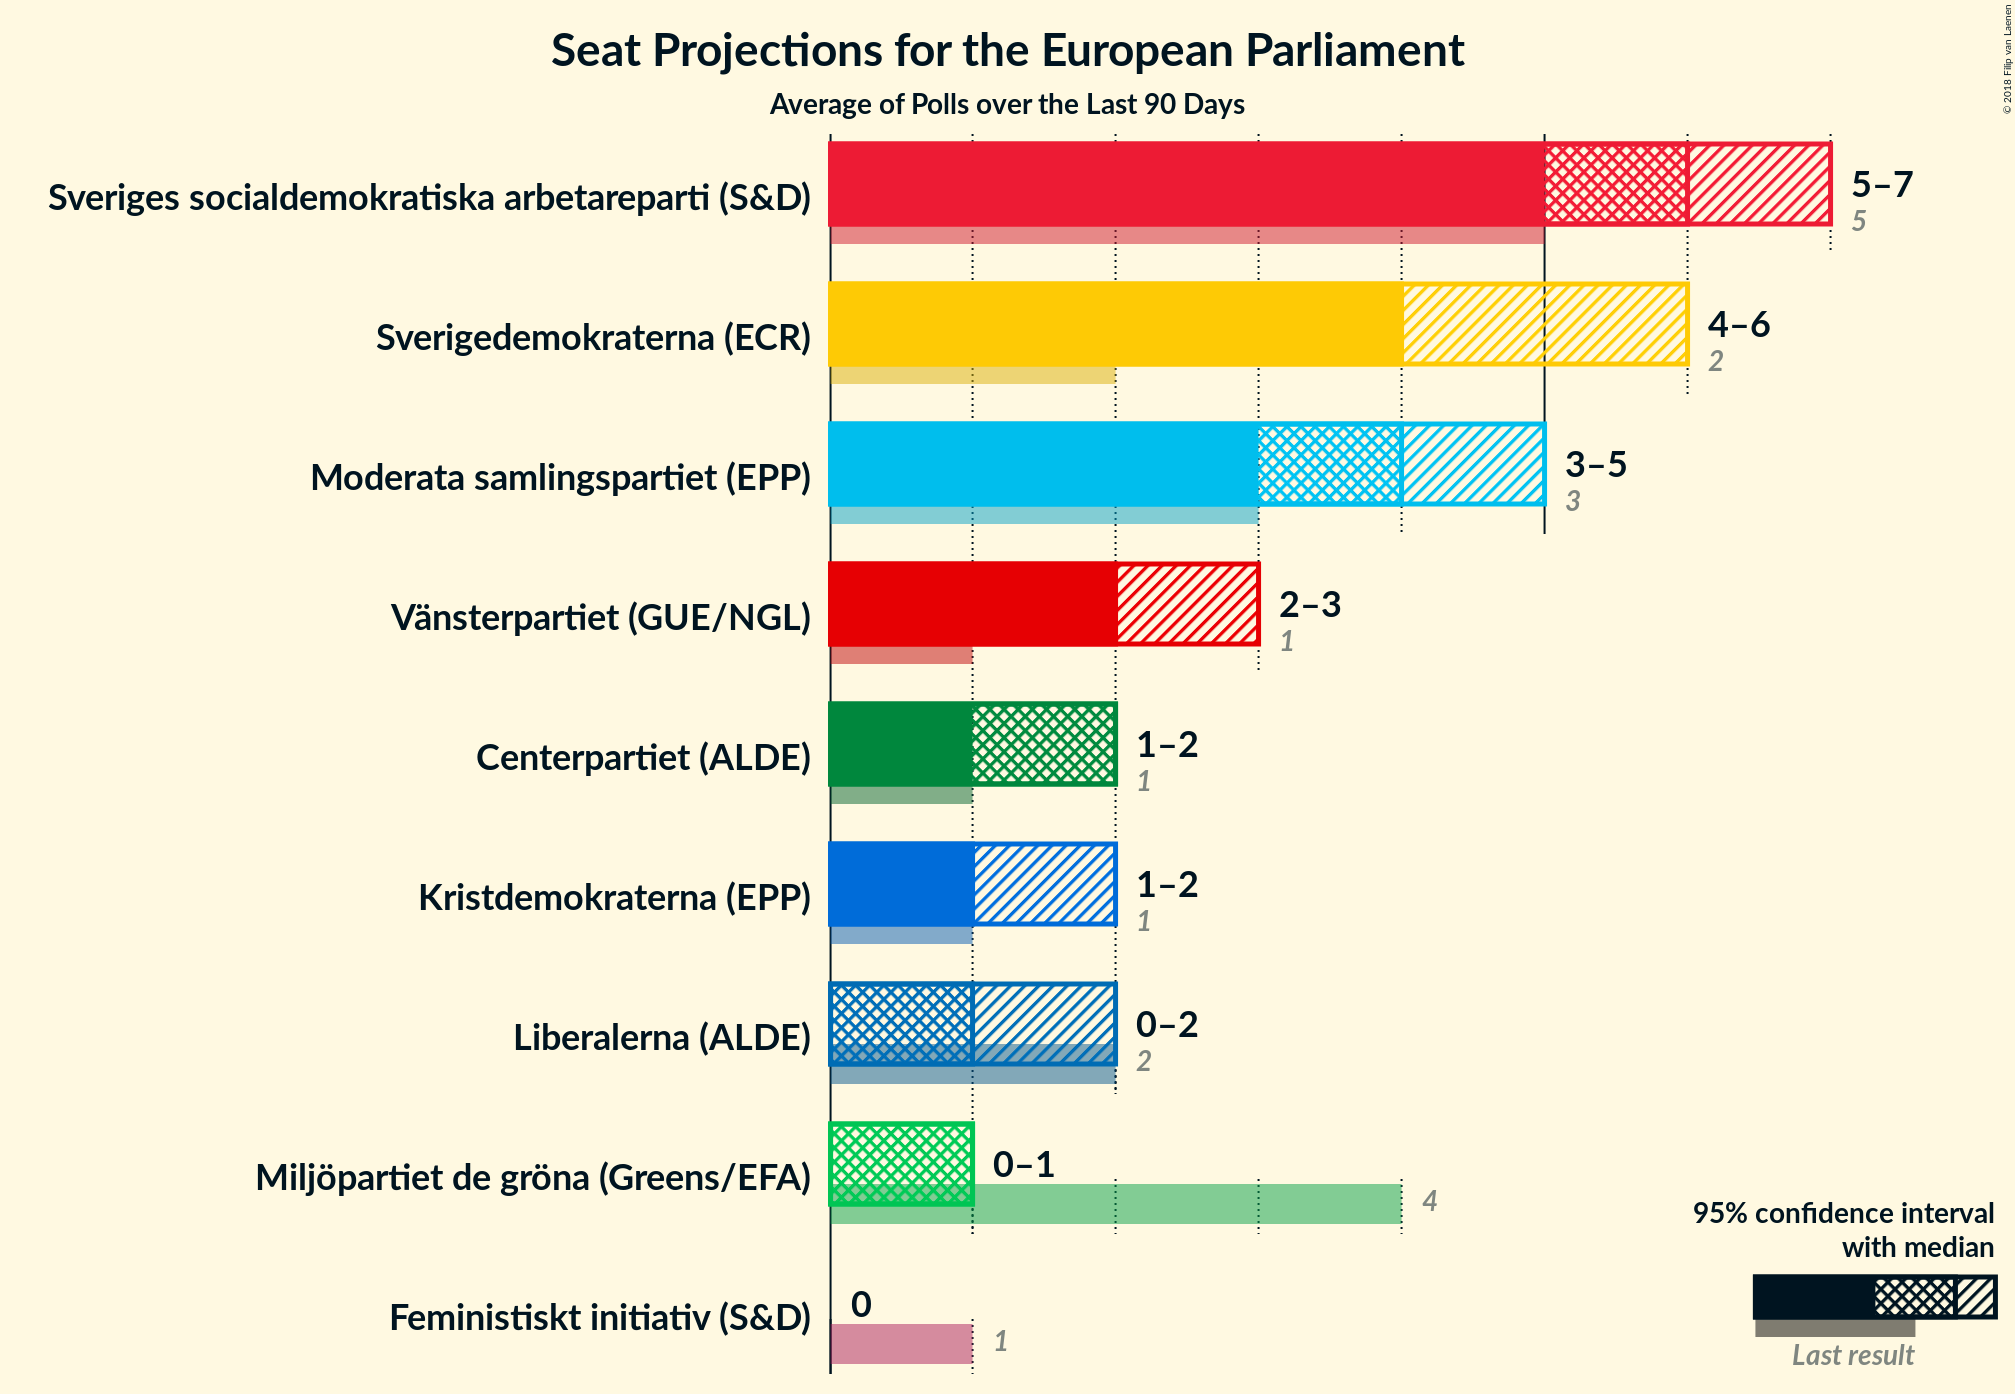 Seat Projections for the European Parliament
Average of Polls over the Last 90 Days
© 2018 Filip van Laenen
Sveriges socialdemokratiska arbetareparti (S&D)
5–7
5
Sverigedemokraterna (ECR)
4–6
2
Moderata samlingspartiet (EPP)
3–5
3
Vänsterpartiet (GUE/NGL)
2–3
1
Centerpartiet (ALDE)
1–2
1
Kristdemokraterna (EPP)
1–2
1
Liberalerna (ALDE)
0–2
2
Miljöpartiet de gröna (Greens/EFA)
0–1
4
Feministiskt initiativ (S&D)
0
1
95% confidence interval
with median
Last result